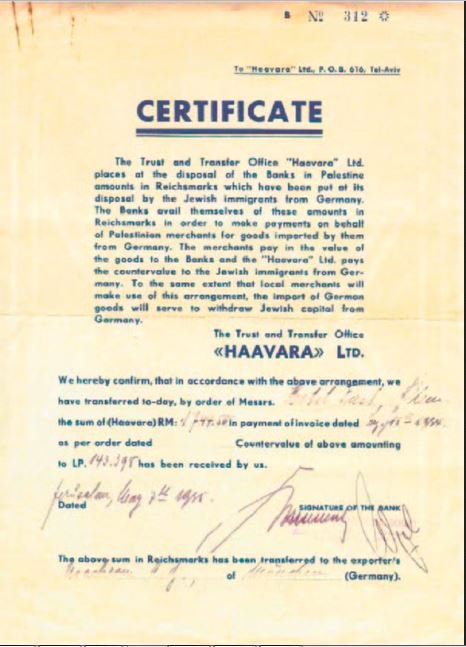 B No 312
To "Haavara" Ltd., P.O.B. 616, Tel-Aviv
CERTIFICATE
The Trust and Transfer Office "Haavara" Ltd.
places at the disposal of the Banks in Palestine
amounts in Reichsmarks which have been put at its
disposal by the Jewish immigrants from Germany.
The Banks avail themselves of these amounts in
Reichsmarks in order to make payments on behalf
of Palestinian merchants for goods imported by them
from Germany. The merchants pay in the value of
the goods to the Banks and the "Haavara" Ltd. pays
the countervalue to the Jewish immigrants from Ger-
many. To the same extent that local merchants will
make use of this arrangement, the import of German
goods will serve to withdraw Jewish capital from
Germany.
The Trust and Transfer Office
«HAAVARA» LTD.
We hereby confirm, that in accordance with the above arrangement, we
have transferred to-day, by order of Messrs.
the sum of (Haavara) RM: in payment of invoice dated
as per order dated Countervalue of above amounting
to LP. 143.395 has been received by us.
Jerusalem, May 7th
Dated SIGNATURE OF THE BANK
The above sum in Reichsmarks has been transferred to the exporter's
of München (Germany).